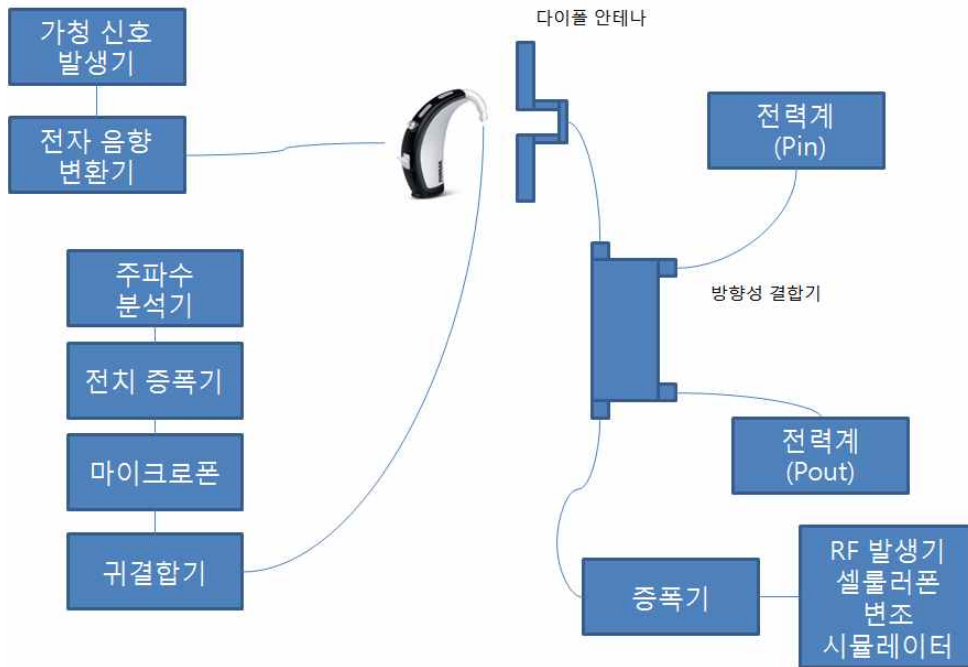 가청 신호
발생기
전자 음향
변환기
다이폴 안테나
전력계
(Pin)
방향성 결합기
전력계
(Pout)
주파수
분석기
전치 증폭기
마이크로폰
귀결합기
증폭기
RF 발생기
셀룰러폰
변조
시뮬레이터